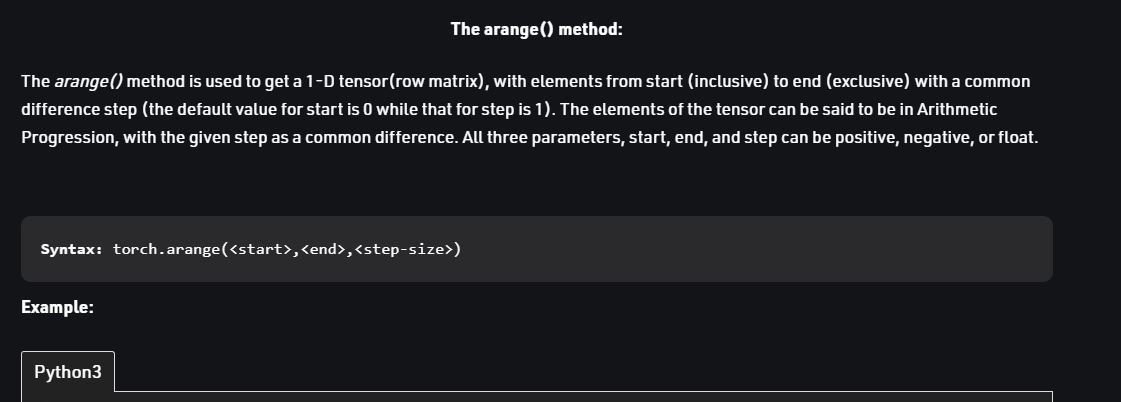 The arange() method:
The arange() method is used to get a 1-D tensor(row matrix), with elements from start (inclusive) to end (exclusive) with a common
difference step (the default value for start is 0 while that for step is 1). The elements of the tensor can be said to be in Arithmetic
Progression, with the given step as a common difference. All three parameters, start, end, and step can be positive, negative, or float.
Syntax: torch.arange(<start>,<end>,<step-size>)
Example:
Python3